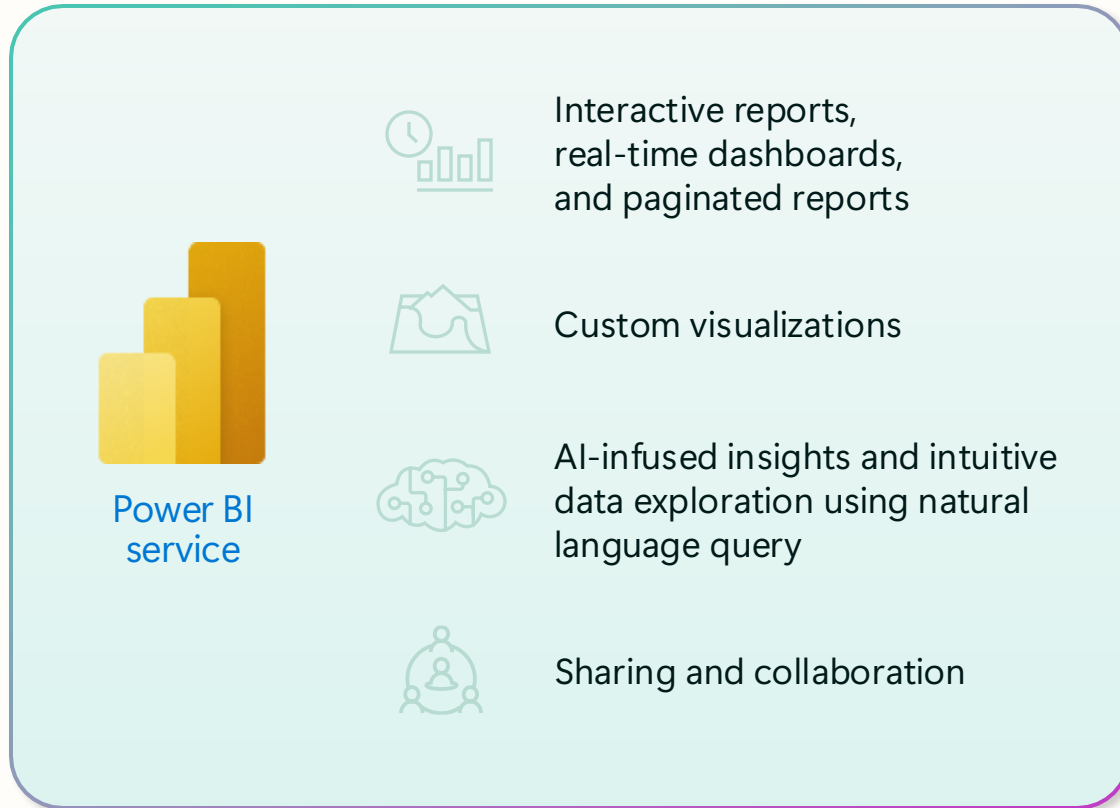 Interactive reports,
real-time dashboards,
and paginated reports
Custom visualizations
AI-infused insights and intuitive
data exploration using natural
language query
Power BI
service
Sharing and collaboration